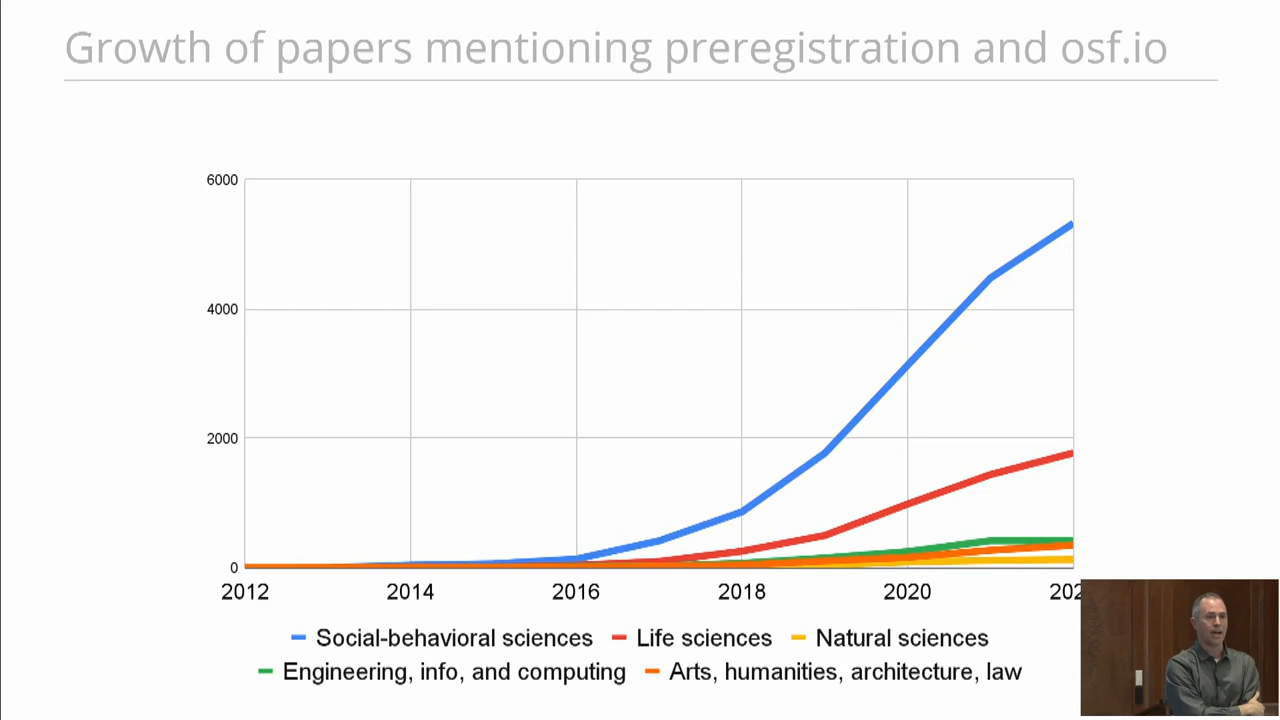 Growth of papers mentioning preregistration and osf.io
6000
4000
2000
0
2012 2014 2016 2018 2020
Social-behavioral sciences Life sciences Natural sciences
Engineering, info, and computing Arts, humanities, architecture, law